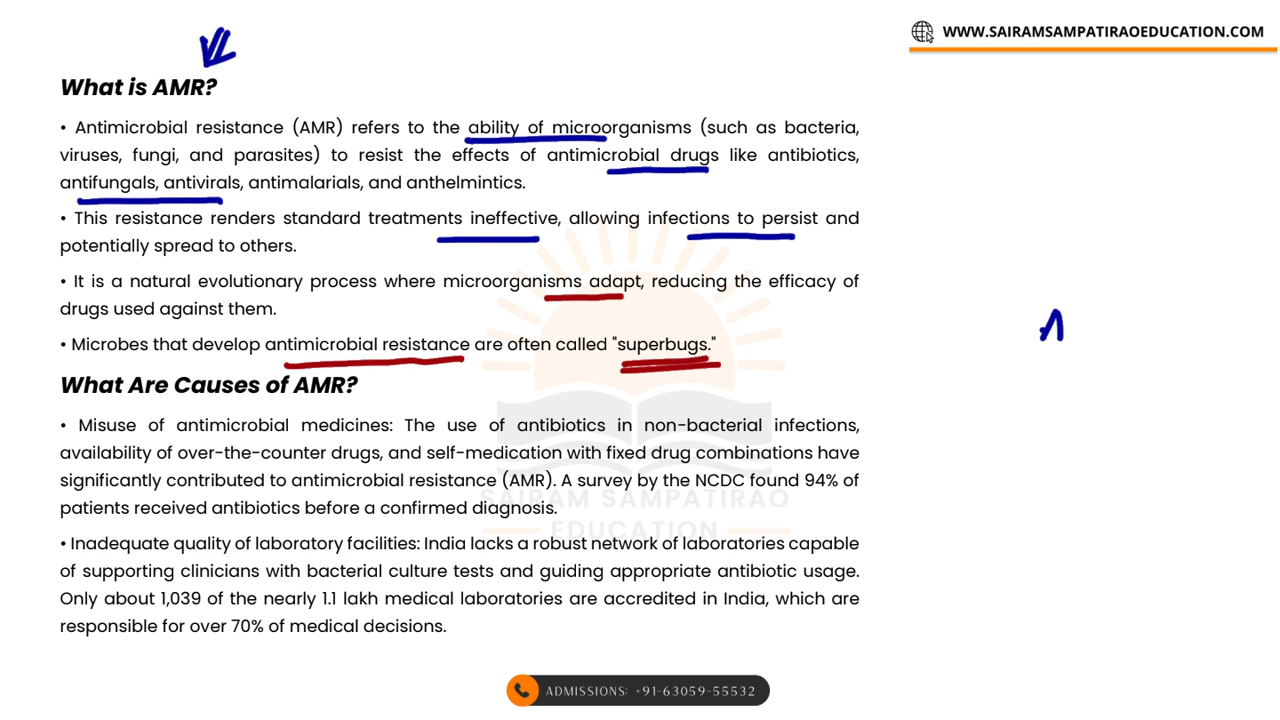 WWW.SAIRAMSAMPATIRAOEDUCATION.COM
What is AMR?
• Antimicrobial resistance (AMR) refers to the ability of microorganisms (such as bacteria,
viruses, fungi, and parasites) to resist the effects of antimicrobial drugs like antibiotics,
antifungals, antivirals, antimalarials, and anthelmintics.
• This resistance renders standard treatments ineffective, allowing infections to persist and
potentially spread to others.
• It is a natural evolutionary process where microorganisms adapt, reducing the efficacy of
drugs used against them.
• Microbes that develop antimicrobial resistance are often called "superbugs."
What Are Causes of AMR?
• Misuse of antimicrobial medicines: The use of antibiotics in non-bacterial infections,
availability of over-the-counter drugs, and self-medication with fixed drug combinations have
significantly contributed to antimicrobial resistance (AMR). A survey by the NCDC found 94% of
patients received antibiotics before a confirmed diagnosis.
• Inadequate quality of laboratory facilities: India lacks a robust network of laboratories capable
of supporting clinicians with bacterial culture tests and guiding appropriate antibiotic usage.
Only about 1,039 of the nearly 1.1 lakh medical laboratories are accredited in India, which are
responsible for over 70% of medical decisions.
SAIRAM SAMPATIRAO
EDUCATION
ADMISSIONS: +91-63059-55532